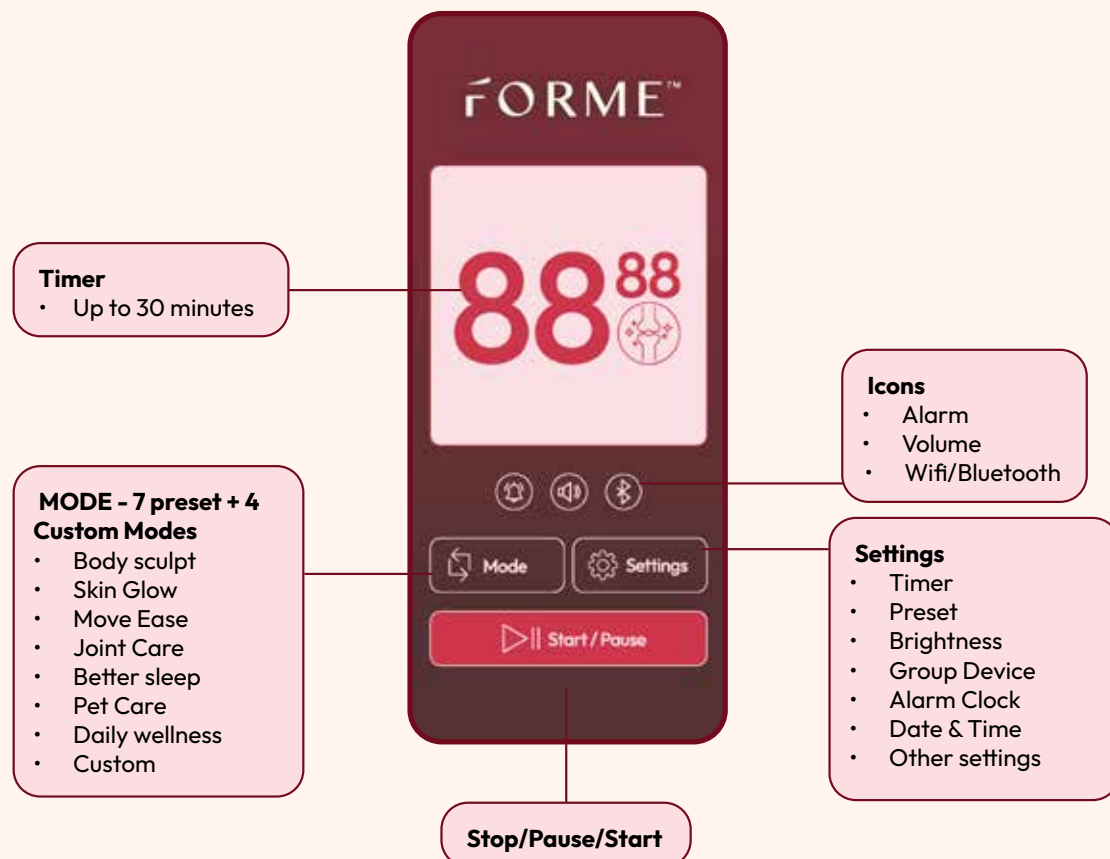 FORME™
88 88
Timer
• Up to 30 minutes
Icons
• Alarm
• Volume
• Wifi/Bluetooth
MODE - 7 preset + 4
Custom Modes
• Body sculpt
• Skin Glow
• Move Ease
• Joint Care
• Better sleep
• Pet Care
• Daily wellness
• Custom
Mode
Settings
Start / Pause
Settings
• Timer
• Preset
• Brightness
• Group Device
• Alarm Clock
• Date & Time
• Other settings
Stop/Pause/Start